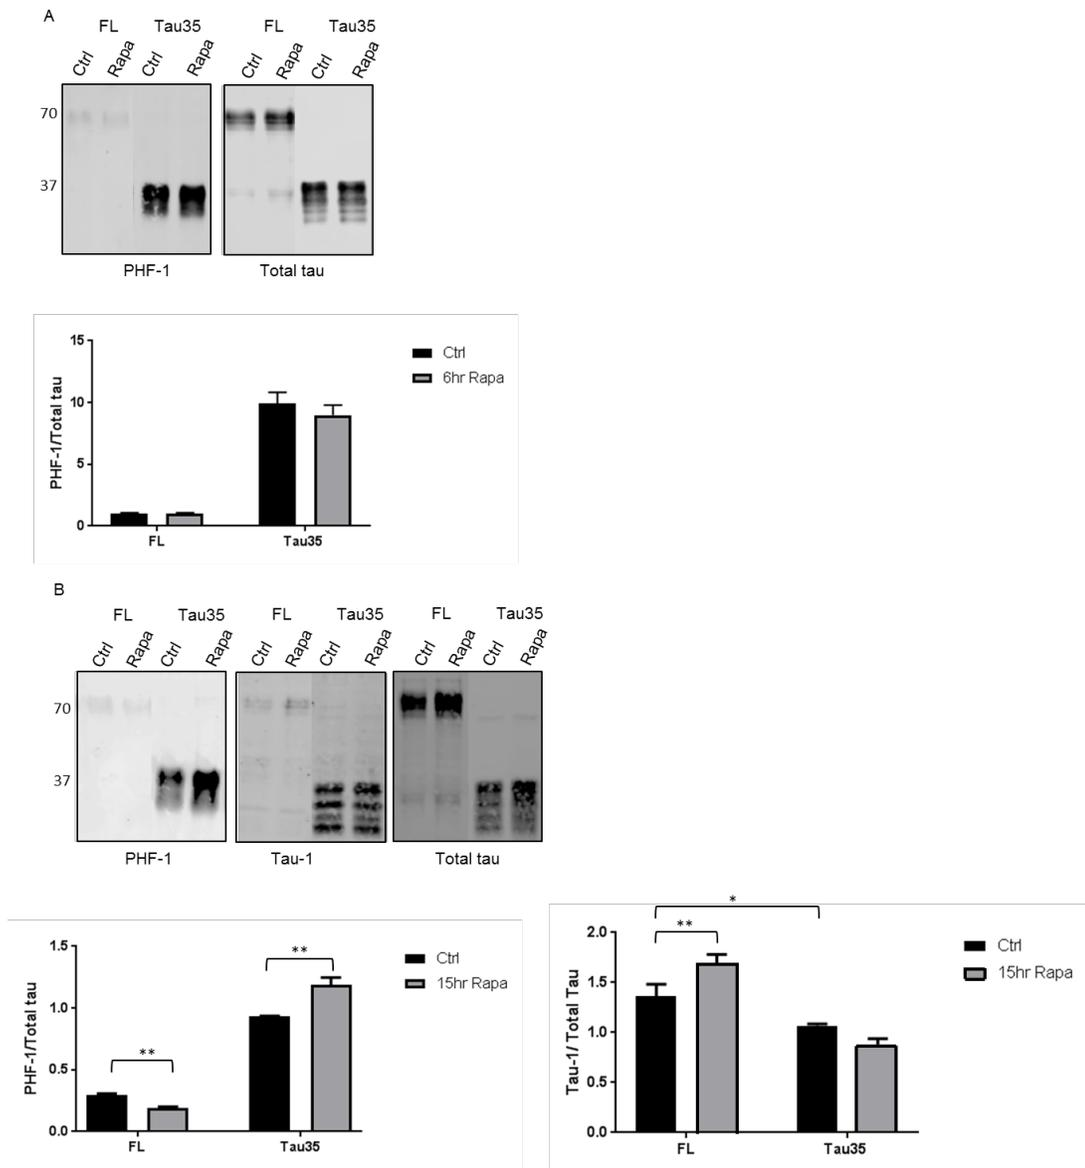 A
FL Tau35 FL Tau35
Ctrl Rapa Ctrl Rapa Ctrl Rapa Ctrl Rapa
70
37
PHF-1 Total tau
15
10
5
0
PHF-1/Total tau
Ctrl
6hr Rapa
FL Tau35
B
FL Tau35 FL Tau35 FL Tau35
Ctrl Rapa Ctrl Rapa Ctrl Rapa Ctrl Rapa Ctrl Rapa Ctrl Rapa
70
37
PHF-1 Tau-1 Total tau
1.5
1.0
0.5
0.0
PHF-1/Total tau
**
**
Ctrl
15hr Rapa
FL Tau35
2.0
1.5
1.0
0.5
0.0
Tau-1/ Total Tau
*
**
Ctrl
15hr Rapa
FL Tau35